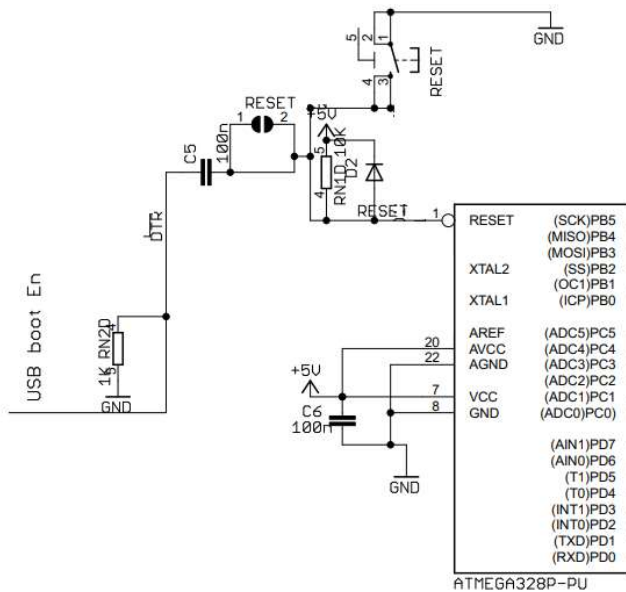 5
2
1
GND
4
3
RESET
1
RESET
2
+5V
C5
100n
5
4
RN1D
10K
D2
RESET
1
DTR
USB boot En
1K
RN2D
4
5
GND
RESET
XTAL2
XTAL1
AREF
AVCC
AGND
VCC
GND
20
22
7
8
+5V
C6
100n
GND
(SCK)PB5
(MISO)PB4
(MOSI)PB3
(SS)PB2
(OC1)PB1
(ICP)PB0
(ADC5)PC5
(ADC4)PC4
(ADC3)PC3
(ADC2)PC2
(ADC1)PC1
(ADC0)PC0)
(AIN1)PD7
(AIN0)PD6
(T1)PD5
(T0)PD4
(INT1)PD3
(INT0)PD2
(TXD)PD1
(RXD)PD0
ATMEGA328P-PU